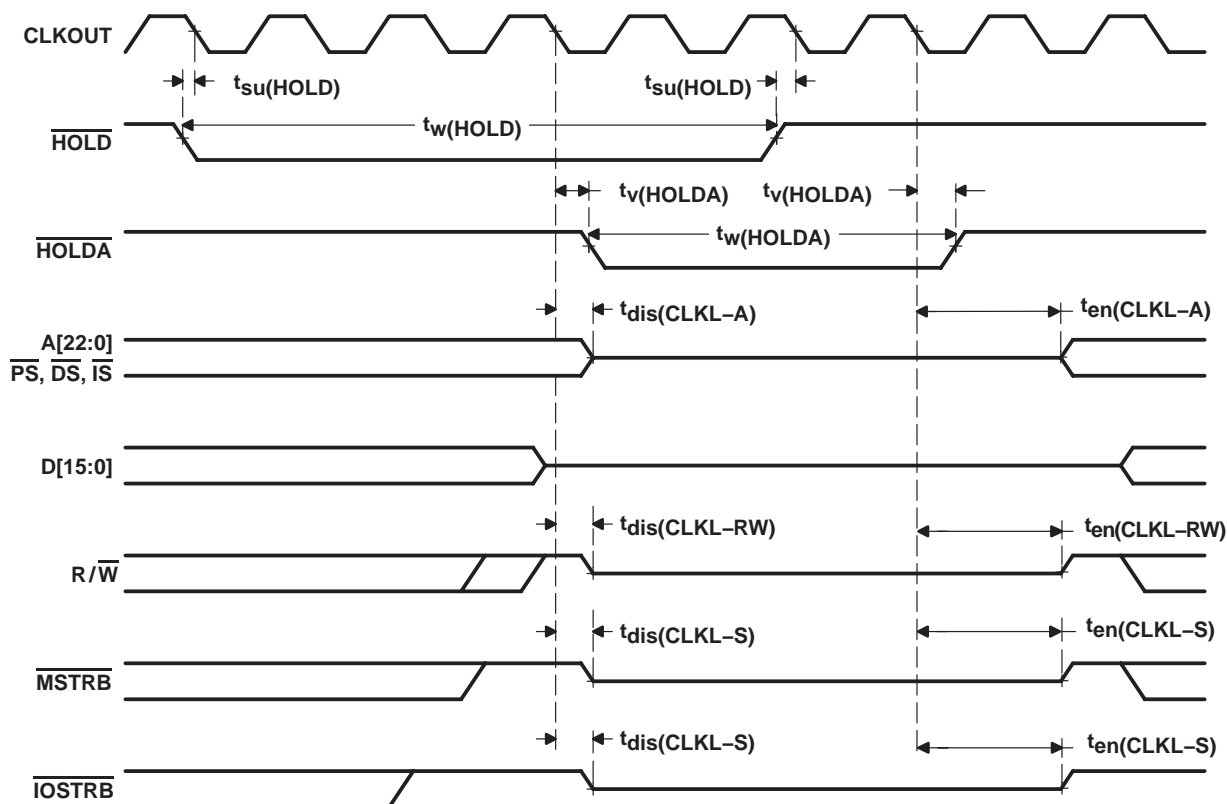 CLKOUT
tsu(HOLD) tsu(HOLD)
HOLD tw(HOLD)
tv(HOLDA) tv(HOLDA)
HOLDA tw(HOLDA)
tdis(CLKL–A) ten(CLKL–A)
A[22:0]
PS, DS, IS
D[15:0]
tdis(CLKL–RW) ten(CLKL–RW)
R/W
tdis(CLKL–S) ten(CLKL–S)
MSTRB
tdis(CLKL–S) ten(CLKL–S)
IOSTRB